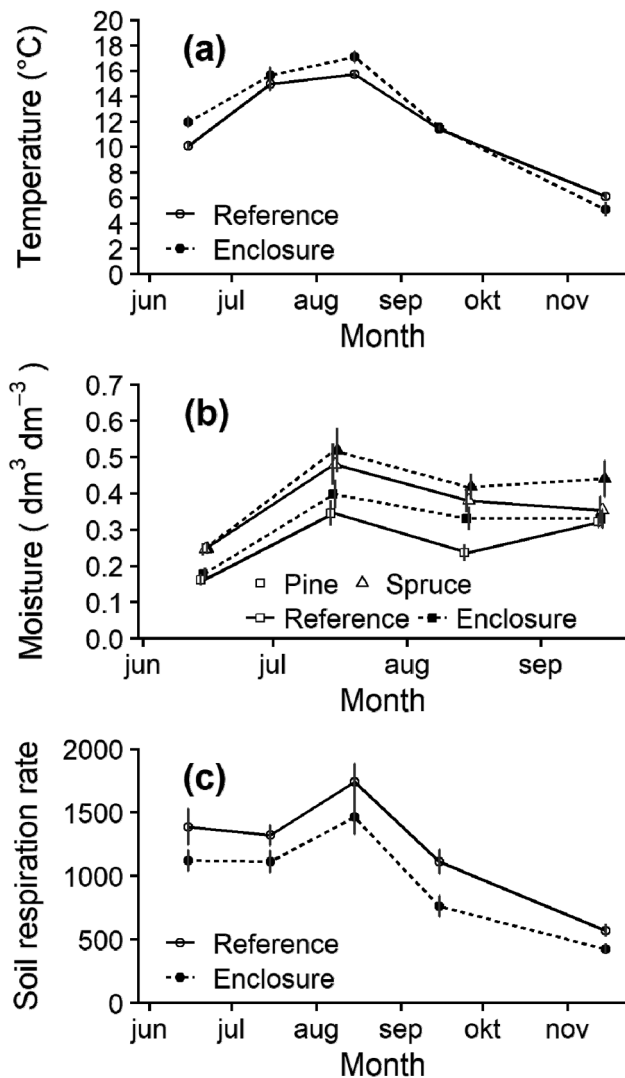 (a)
Temperature (°C)
20
18
16
14
12
10
8
6
4
2
0
Reference
Enclosure
jun jul aug sep okt nov
Month
(b)
Moisture ( dm³ dm⁻³ )
0.7
0.6
0.5
0.4
0.3
0.2
0.1
0.0
Pine Spruce
Reference Enclosure
jun jul aug sep
Month
(c)
Soil respiration rate
2000
1500
1000
500
0
Reference
Enclosure
jun jul aug sep okt nov
Month